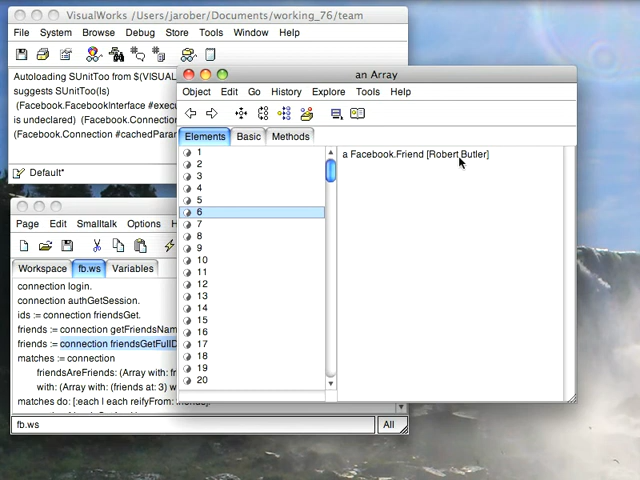 VisualWorks /Users/jarober/Documents/working_76/team
File System Browse Debug Store Tools Window Help
Autoloading SUnitToo from $(VISUAL
suggests SUnitToo(ls)
(Facebook.FacebookInterface #exec
is undeclared) (Facebook.Connection
(Facebook.Connection #cachedParam
Default*
an Array
Object Edit Go History Explore Tools Help
Elements Basic Methods
1
2
3
4
5
6
7
8
9
10
11
12
13
14
15
16
17
18
19
20
a Facebook.Friend [Robert Butler]
Page Edit Smalltalk Options H
Workspace fb.ws Variables
connection login.
connection authGetSession.
ids := connection friendsGet.
friends := connection getFriendsNam
friends := connection friendsGetFullD
matches := connection
friendsAreFriends: (Array with: fr
with: (Array with: (friends at: 3) w
matches do: [:each | each reifyFrom: friends].
fb.ws
All